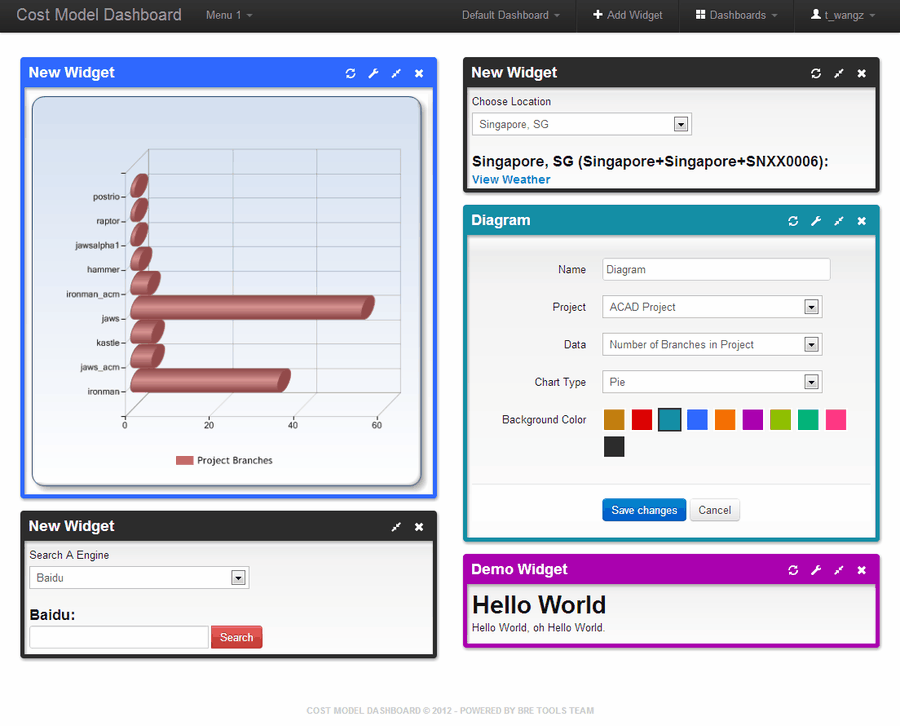 Cost Model Dashboard Menu 1 Default Dashboard Add Widget Dashboards t_wangz
New Widget
postrio
raptor
jawsalpha1
hammer
ironman_acm
jaws
kastle
jaws_acm
ironman
0 20 40 60
Project Branches
New Widget
Search A Engine
Baidu
Baidu:
Search
New Widget
Choose Location
Singapore, SG
Singapore, SG (Singapore+Singapore+SNXX0006):
View Weather
Diagram
Name Diagram
Project ACAD Project
Data Number of Branches in Project
Chart Type Pie
Background Color
Save changes Cancel
Demo Widget
Hello World
Hello World, oh Hello World.
COST MODEL DASHBOARD © 2012 - POWERED BY BRE TOOLS TEAM